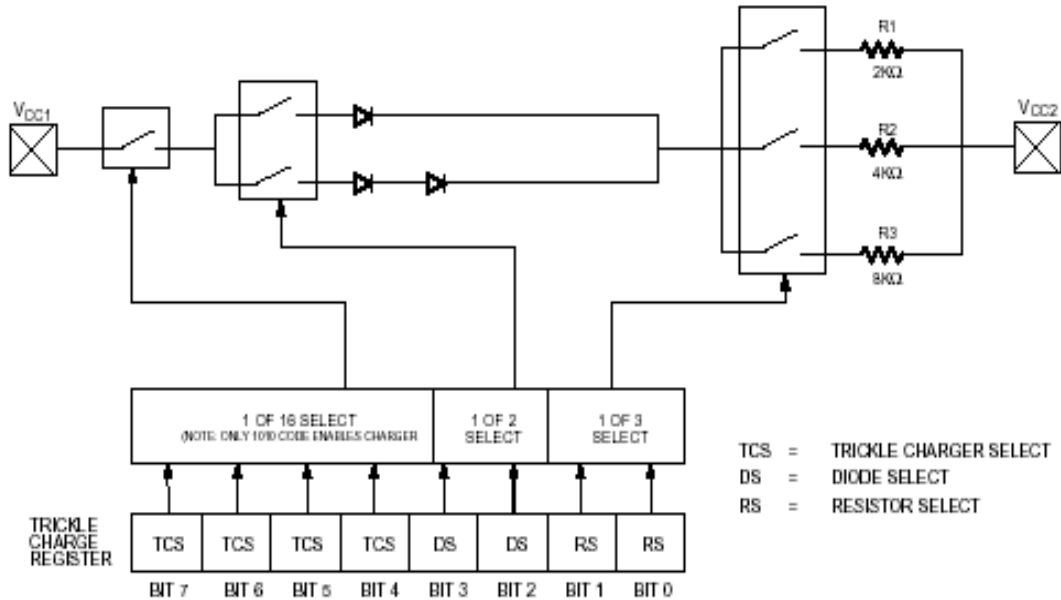 R1
2KΩ
VCC1
VCC2
R2
4KΩ
R3
8KΩ
1 OF 16 SELECT
(NOTE: ONLY 1010 CODE ENABLES CHARGER
1 OF 2
SELECT
1 OF 3
SELECT
TCS = TRICKLE CHARGER SELECT
DS = DIODE SELECT
RS = RESISTOR SELECT
TRICKLE
CHARGE
REGISTER
TCS TCS TCS TCS DS DS RS RS
BIT 7 BIT 6 BIT 5 BIT 4 BIT 3 BIT 2 BIT 1 BIT 0